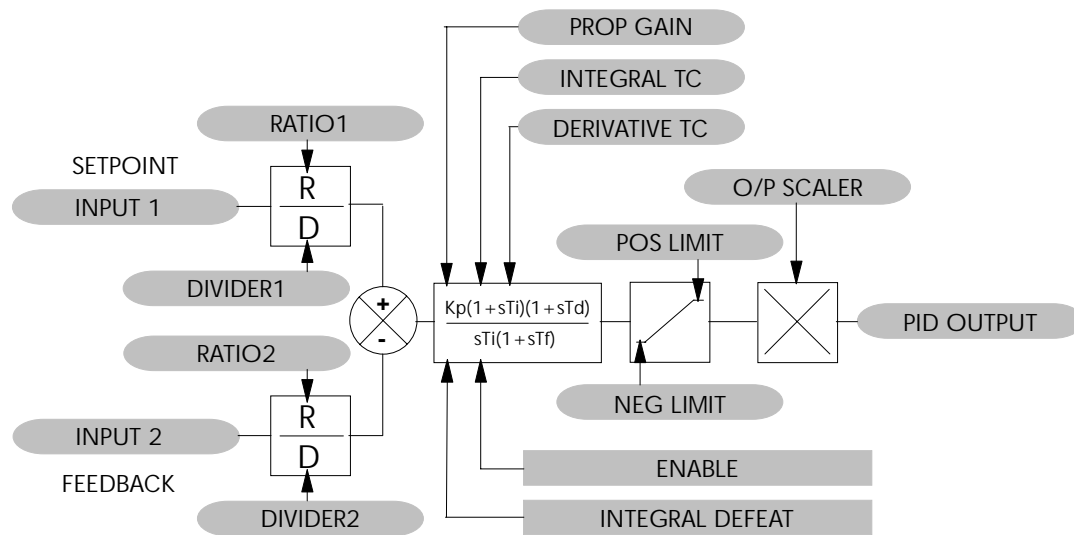 PROP GAIN
INTEGRAL TC
DERIVATIVE TC
RATIO1
SETPOINT
INPUT 1
R
D
DIVIDER1
O/P SCALER
POS LIMIT
+
-
Kp(1+sTi)(1+sTd)
sTi(1+sTf)
PID OUTPUT
RATIO2
NEG LIMIT
INPUT 2
R
D
FEEDBACK
DIVIDER2
ENABLE
INTEGRAL DEFEAT